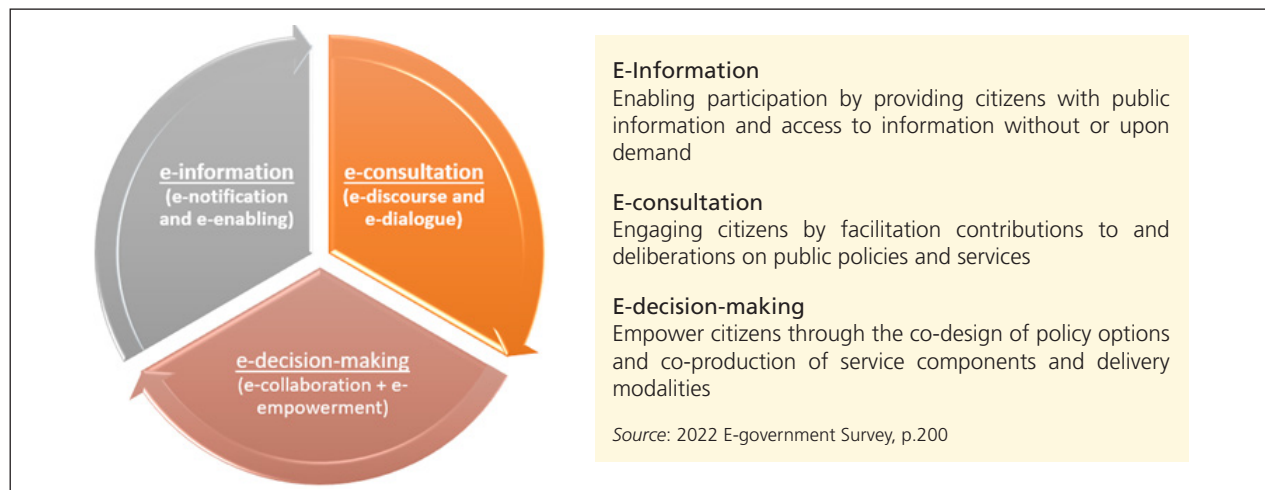 e-information
(e-notification
and e-enabling)
e-consultation
(e-discourse and
e-dialogue)
e-decision-making
(e-collaboration + e-
empowerment)
E-Information
Enabling participation by providing citizens with public
information and access to information without or upon
demand
E-consultation
Engaging citizens by facilitation contributions to and
deliberations on public policies and services
E-decision-making
Empower citizens through the co-design of policy options
and co-production of service components and delivery
modalities
Source: 2022 E-government Survey, p.200